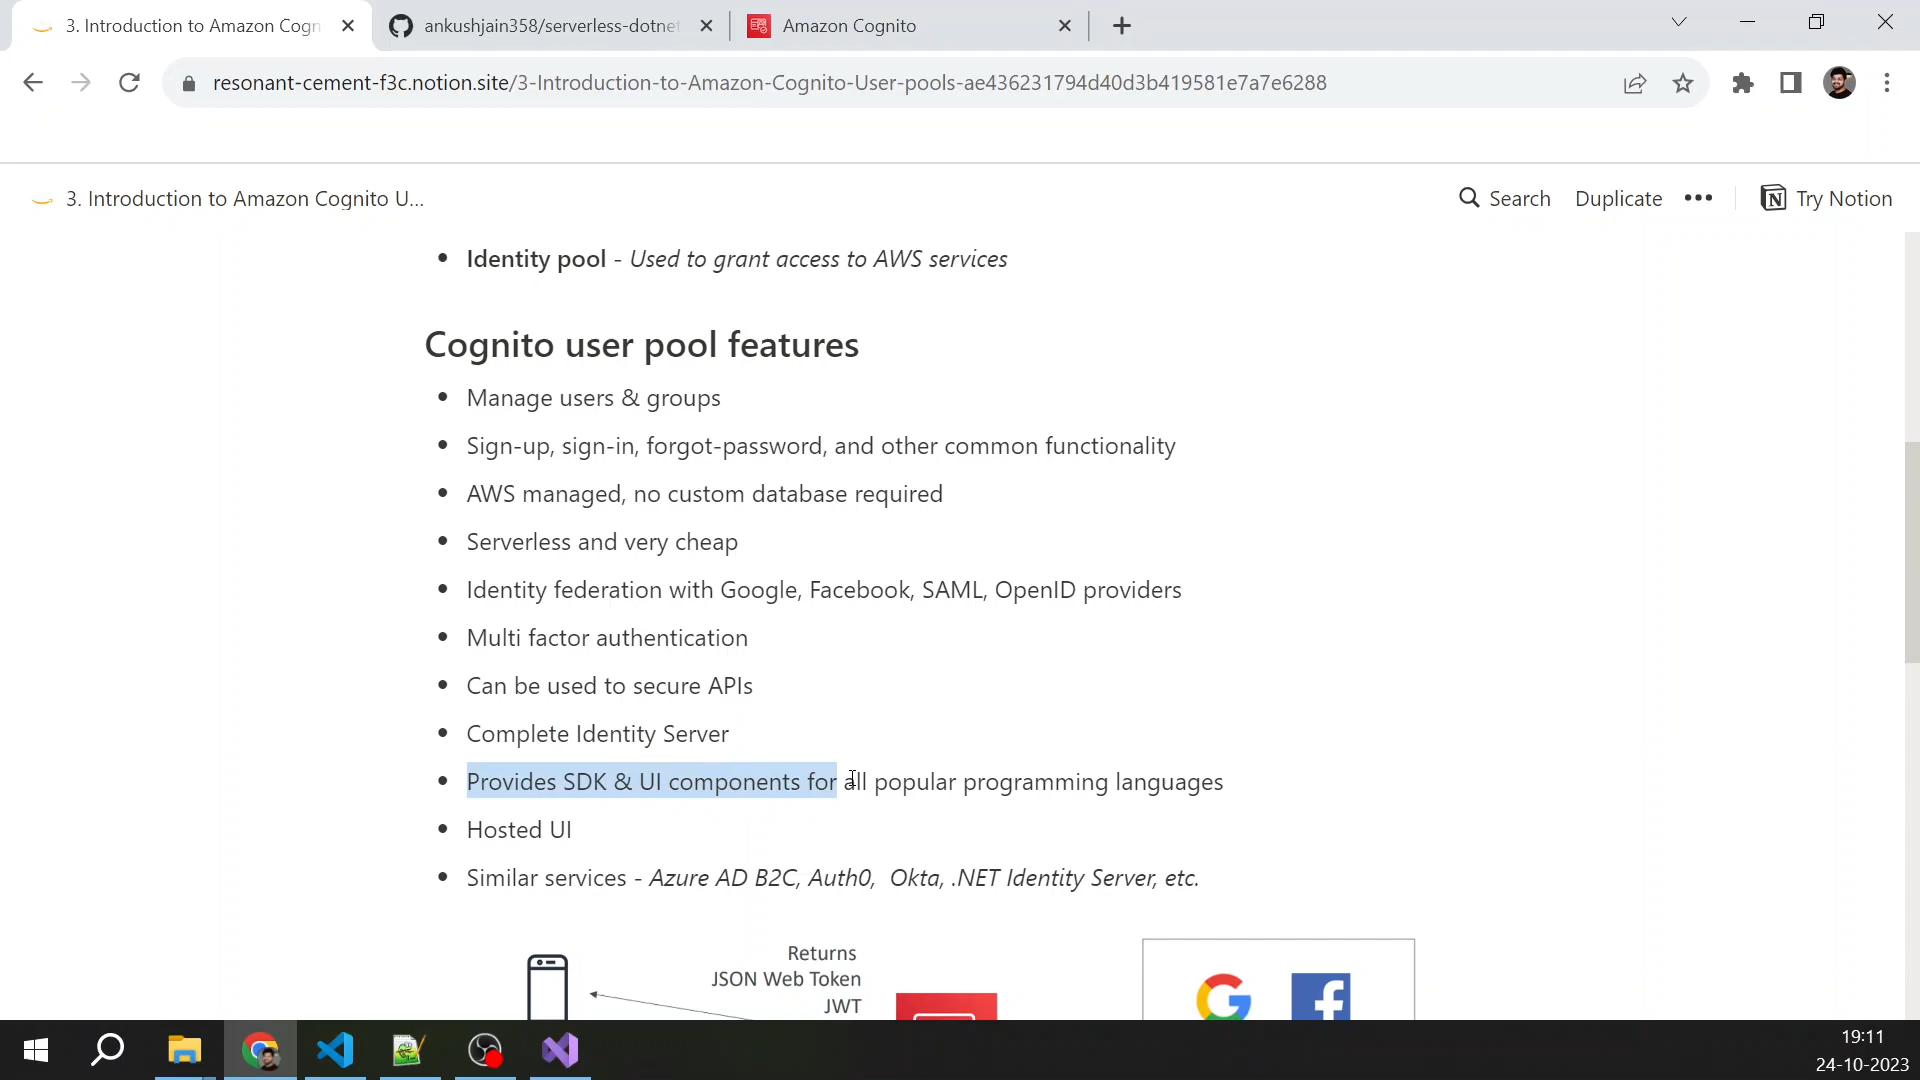 3. Introduction to Amazon Cogn
ankushjain358/serverless-dotnet
Amazon Cognito
resonant-cement-f3c.notion.site/3-Introduction-to-Amazon-Cognito-User-pools-ae436231794d40d3b419581e7a7e6288
3. Introduction to Amazon Cognito U...
Search
Duplicate
Try Notion
• Identity pool - Used to grant access to AWS services
Cognito user pool features
• Manage users & groups
• Sign-up, sign-in, forgot-password, and other common functionality
• AWS managed, no custom database required
• Serverless and very cheap
• Identity federation with Google, Facebook, SAML, OpenID providers
• Multi factor authentication
• Can be used to secure APIs
• Complete Identity Server
• Provides SDK & UI components for all popular programming languages
• Hosted UI
• Similar services - Azure AD B2C, Auth0, Okta, .NET Identity Server, etc.
Returns
JSON Web Token
JWT
19:11
24-10-2023